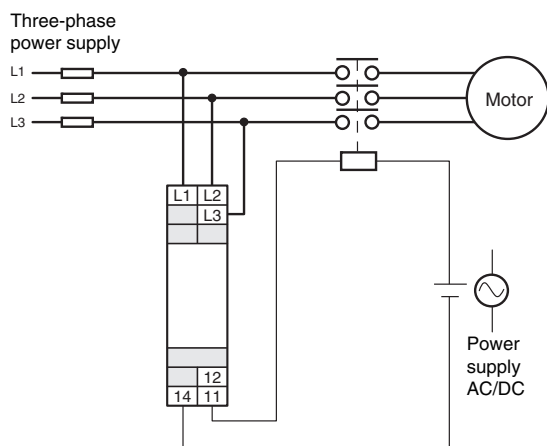 Three-phase
power supply
L1
L2
L3
Motor
L1 L2
L3
12
14 11
Power
supply
AC/DC